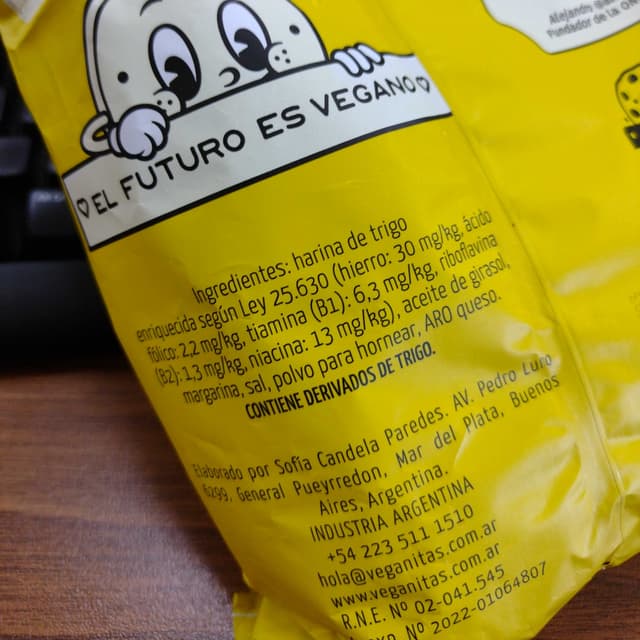 ♡ EL FUTURO ES VEGANO ♡
Alejandro
Fundador de la
Ingredientes: harina de trigo
enriquecida según Ley 25.630 (hierro: 30 mg/kg, ácido
fólico: 2,2 mg/kg, tiamina (B1): 6,3 mg/kg, riboflavina
(B2): 1,3 mg/kg, niacina: 13 mg/kg), aceite de girasol,
margarina, sal, polvo para hornear, ARO queso.
CONTIENE DERIVADOS DE TRIGO.
Elaborado por Sofía Candela Paredes. AV. Pedro Luro
6299, General Pueyrredon, Mar del Plata, Buenos
Aires, Argentina.
INDUSTRIA ARGENTINA
+54 223 511 1510
hola@veganitas.com.ar
www.veganitas.com.ar
R.N.E. Nº 02-041.545
Nº 2022-01064807